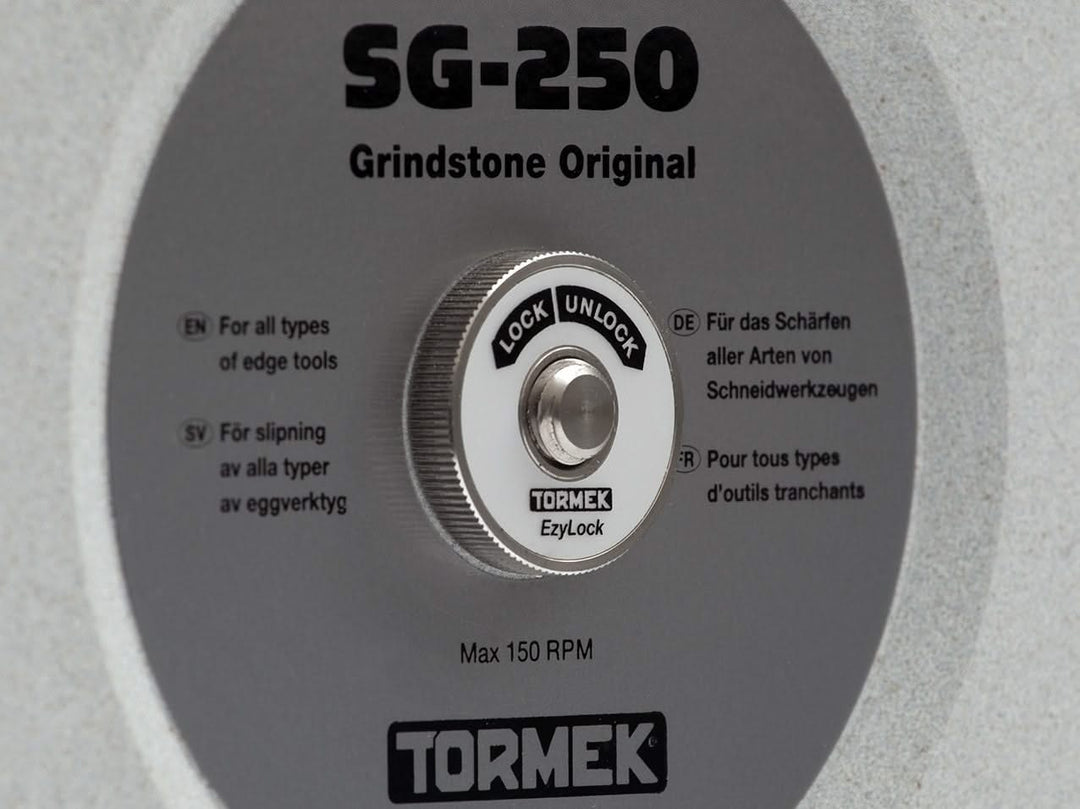 SG-250
Grindstone Original
EN For all types
of edge tools
SV För slipning
av alla typer
av eggverktyg
LOCK UNLOCK
TORMEK
EzyLock
DE Für das Schärfen
aller Arten von
Schneidwerkzeugen
FR Pour tous types
d'outils tranchants
Max 150 RPM
TORMEK®